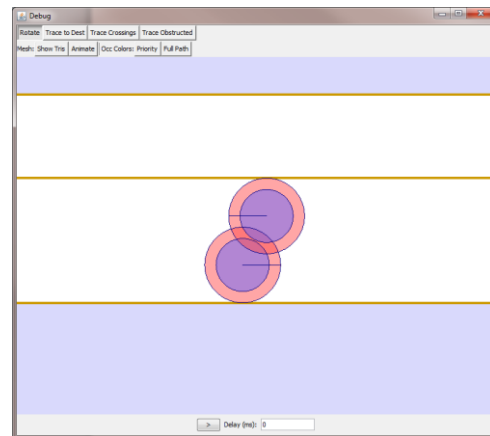 Debug
Rotate Trace to Dest Trace Crossings Trace Obstructed
Mesh: Show Tris Animate Occ Colors: Priority Full Path
> Delay (ms): 0